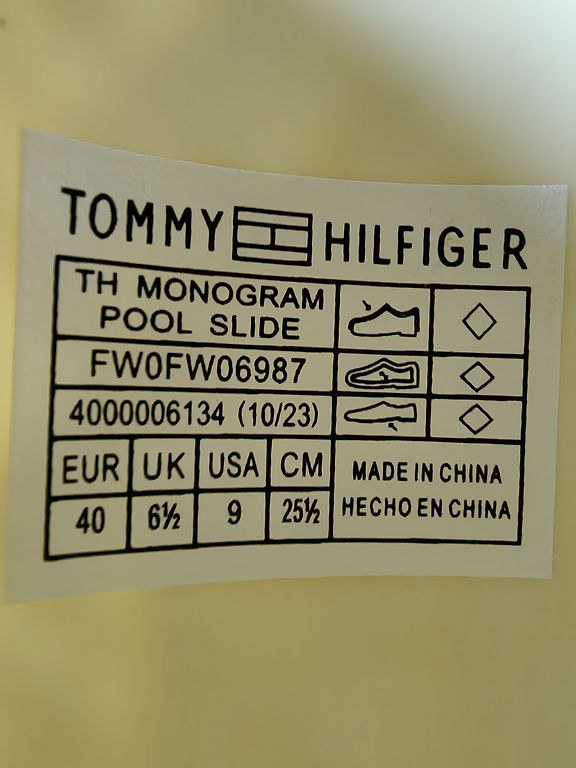 TOMMY HILFIGER
TH MONOGRAM
POOL SLIDE
FW0FW06987
4000006134 (10/23)
EUR UK USA CM
40 6½ 9 25½
MADE IN CHINA
HECHO EN CHINA